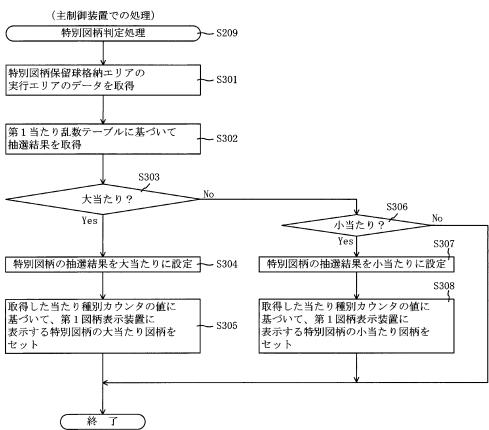 (主制御装置での処理)
特別図柄判定処理
S209
特別図柄保留球格納エリアの
実行エリアのデータを取得
S301
第1当たり乱数テーブルに基づいて
抽選結果を取得
S302
大当たり?
S303
No
Yes
小当たり?
S306
No
Yes
特別図柄の抽選結果を大当たりに設定
S304
特別図柄の抽選結果を小当たりに設定
S307
取得した当たり種別カウンタの値に
基づいて、第1図柄表示装置に
表示する特別図柄の大当たり図柄を
セット
S305
取得した当たり種別カウンタの値に
基づいて、第1図柄表示装置に
表示する特別図柄の小当たり図柄を
セット
S308
終 了